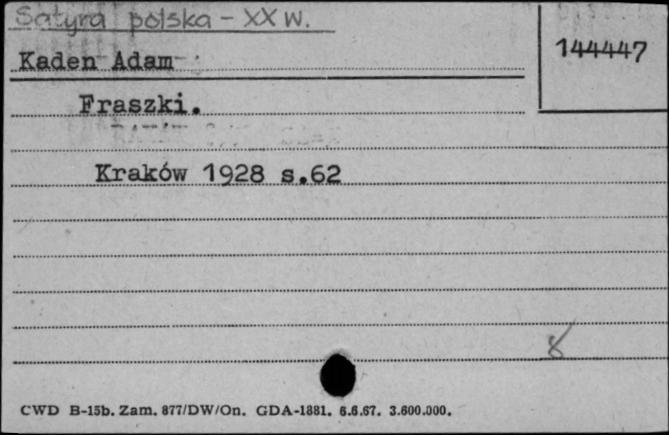 Satyra polska - XX w.
144447
Kaden Adam
Fraszki.
Kraków 1928 s.62
8
CWD B-15b. Zam. 877/DW/On. GDA-1881. 6.6.67. 3.600.000.